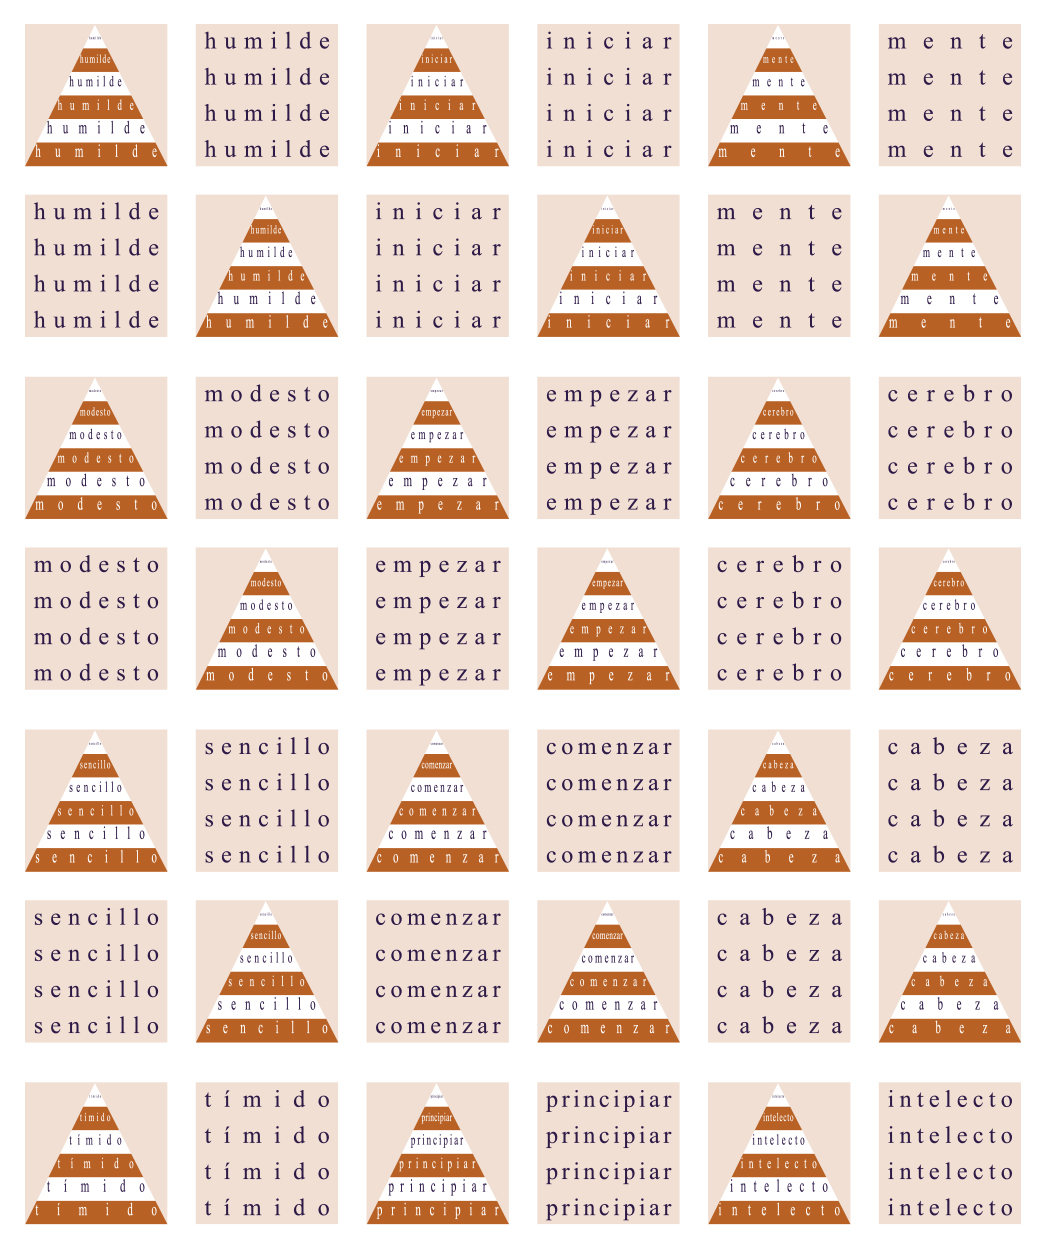 humilde
humilde
humilde
humilde
humilde
humilde
humilde
humilde
humilde
humilde
iniciar
iniciar
iniciar
iniciar
iniciar
iniciar
iniciar
iniciar
iniciar
iniciar
mente
mente
mente
mente
mente
mente
mente
mente
mente
mente
humilde
humilde
humilde
humilde
humilde
humilde
humilde
humilde
humilde
humilde
iniciar
iniciar
iniciar
iniciar
iniciar
iniciar
iniciar
iniciar
iniciar
iniciar
mente
mente
mente
mente
mente
mente
mente
mente
mente
mente
modesto
modesto
modesto
modesto
modesto
modesto
modesto
modesto
modesto
modesto
empezar
empezar
empezar
empezar
empezar
empezar
empezar
empezar
empezar
empezar
cerebro
cerebro
cerebro
cerebro
cerebro
cerebro
cerebro
cerebro
cerebro
cerebro
modesto
modesto
modesto
modesto
modesto
modesto
modesto
modesto
modesto
modesto
empezar
empezar
empezar
empezar
empezar
empezar
empezar
empezar
empezar
empezar
cerebro
cerebro
cerebro
cerebro
cerebro
cerebro
cerebro
cerebro
cerebro
cerebro
sencillo
sencillo
sencillo
sencillo
sencillo
sencillo
sencillo
sencillo
sencillo
sencillo
comenzar
comenzar
comenzar
comenzar
comenzar
comenzar
comenzar
comenzar
comenzar
comenzar
cabeza
cabeza
cabeza
cabeza
cabeza
cabeza
cabeza
cabeza
cabeza
cabeza
sencillo
sencillo
sencillo
sencillo
sencillo
sencillo
sencillo
sencillo
sencillo
sencillo
comenzar
comenzar
comenzar
comenzar
comenzar
comenzar
comenzar
comenzar
comenzar
comenzar
cabeza
cabeza
cabeza
cabeza
cabeza
cabeza
cabeza
cabeza
cabeza
cabeza
tímido
tímido
tímido
tímido
tímido
tímido
tímido
tímido
tímido
tímido
principiar
principiar
principiar
principiar
principiar
principiar
principiar
principiar
principiar
principiar
intelecto
intelecto
intelecto
intelecto
intelecto
intelecto
intelecto
intelecto
intelecto
intelecto